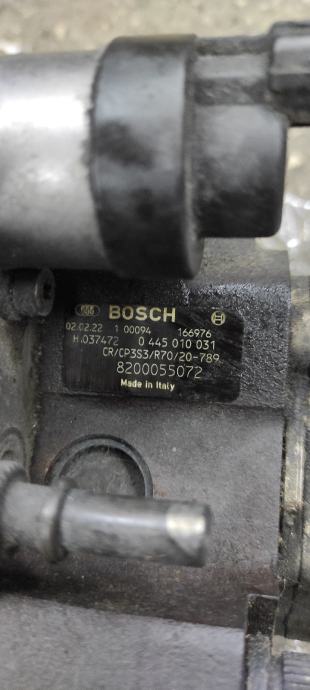 BOSCH
02.02.22 1 00094 166976
H.037472 0 445 010 031
CR/CP3S3/R70/20-789
8200055072
Made in Italy